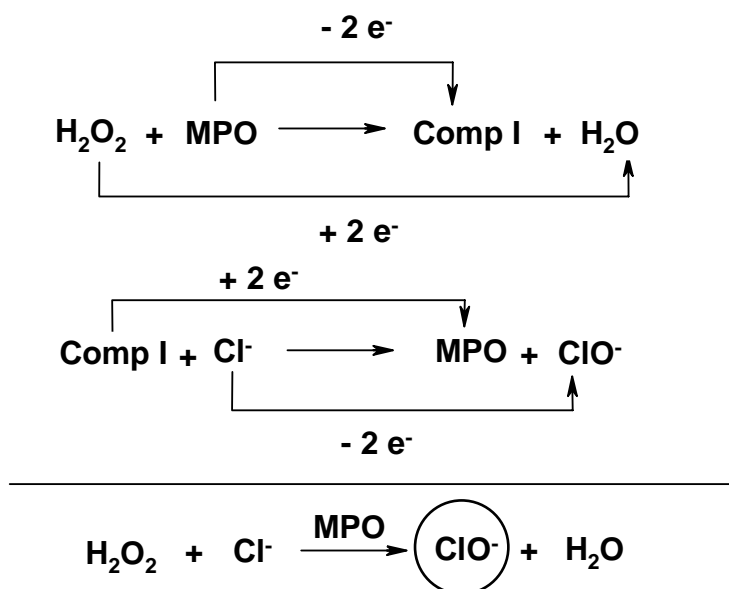 - 2 e⁻
H₂O₂ + MPO ⟶ Comp I + H₂O
+ 2 e⁻
+ 2 e⁻
Comp I + Cl⁻ ⟶ MPO + ClO⁻
- 2 e⁻
MPO
H₂O₂ + Cl⁻ ⟶ ClO⁻ + H₂O